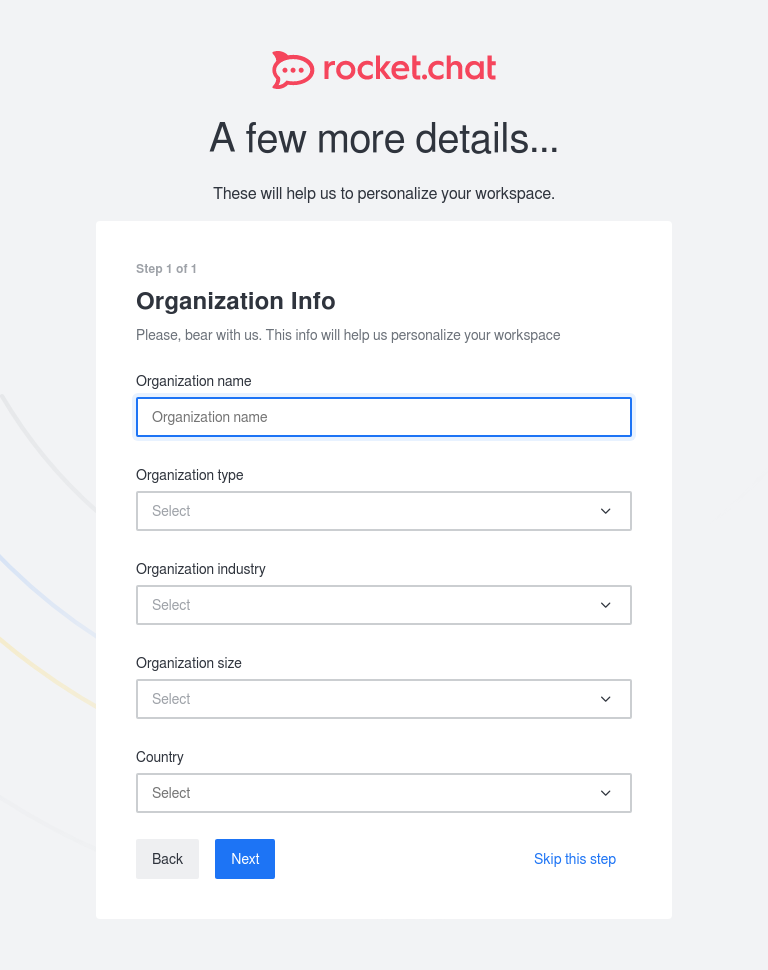 rocket.chat
A few more details...
These will help us to personalize your workspace.
Step 1 of 1
Organization Info
Please, bear with us. This info will help us personalize your workspace
Organization name
Organization name
Organization type
Select
Organization industry
Select
Organization size
Select
Country
Select
Back Next Skip this step